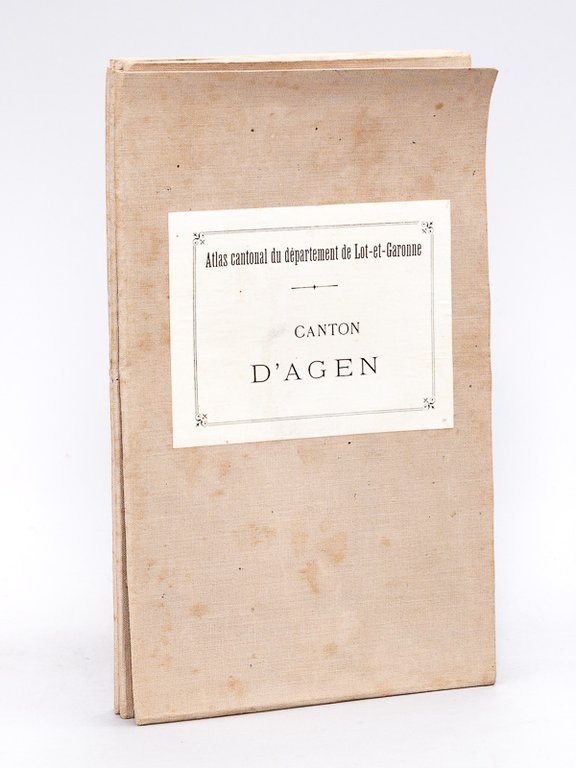 Atlas cantonal du département de Lot-et-Garonne
CANTON
D'AGEN